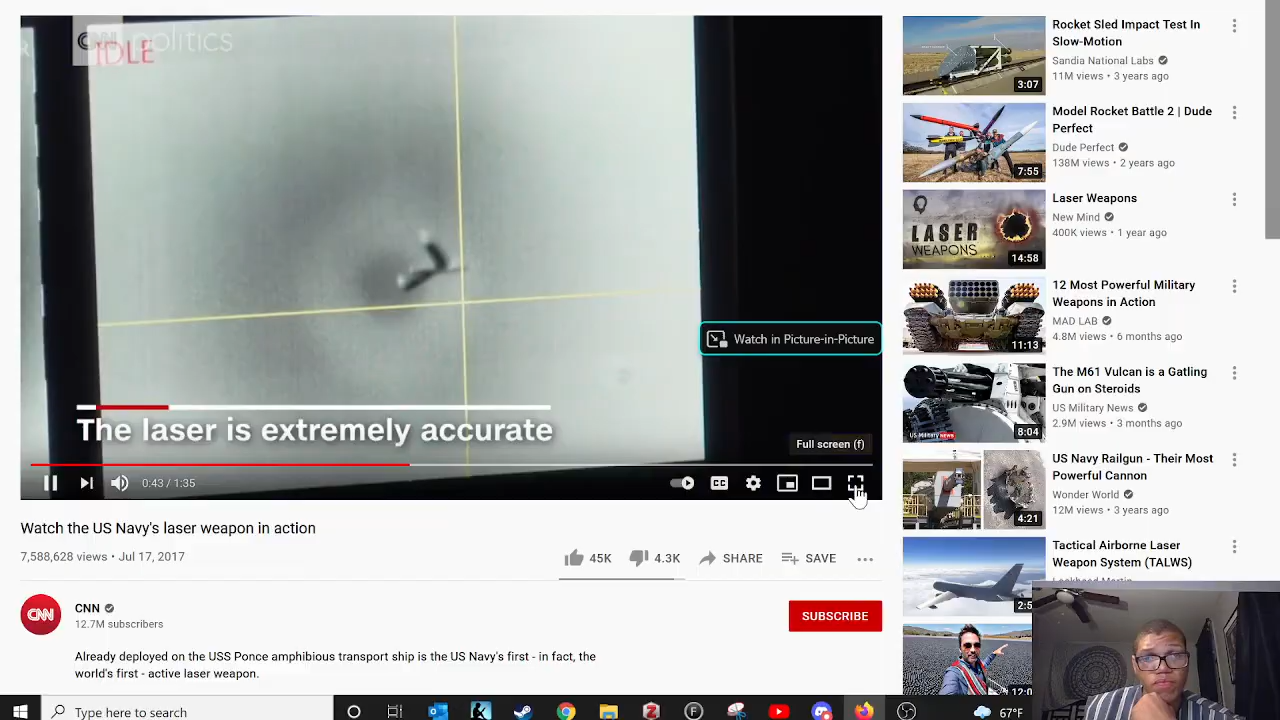 CNN politics
IDLE
Watch in Picture-in-Picture
The laser is extremely accurate
Full screen (f)
0:43 / 1:35
CC
Watch the US Navy's laser weapon in action
7,588,628 views • Jul 17, 2017
45K
4.3K
SHARE
SAVE
CNN
CNN
12.7M subscribers
SUBSCRIBE
Already deployed on the USS Ponce amphibious transport ship is the US Navy's first - in fact, the
world's first - active laser weapon.
3:07
Rocket Sled Impact Test In
Slow-Motion
Sandia National Labs
11M views • 3 years ago
7:55
Model Rocket Battle 2 | Dude
Perfect
Dude Perfect
138M views • 2 years ago
LASER
WEAPONS
14:58
Laser Weapons
New Mind
400K views • 1 year ago
11:13
12 Most Powerful Military
Weapons in Action
MAD LAB
4.8M views • 6 months ago
US Military NEWS
8:04
The M61 Vulcan is a Gatling
Gun on Steroids
US Military News
2.9M views • 3 months ago
4:21
US Navy Railgun - Their Most
Powerful Cannon
Wonder World
12M views • 3 years ago
Tactical Airborne Laser
Weapon System (TALWS)
Type here to search
67°F